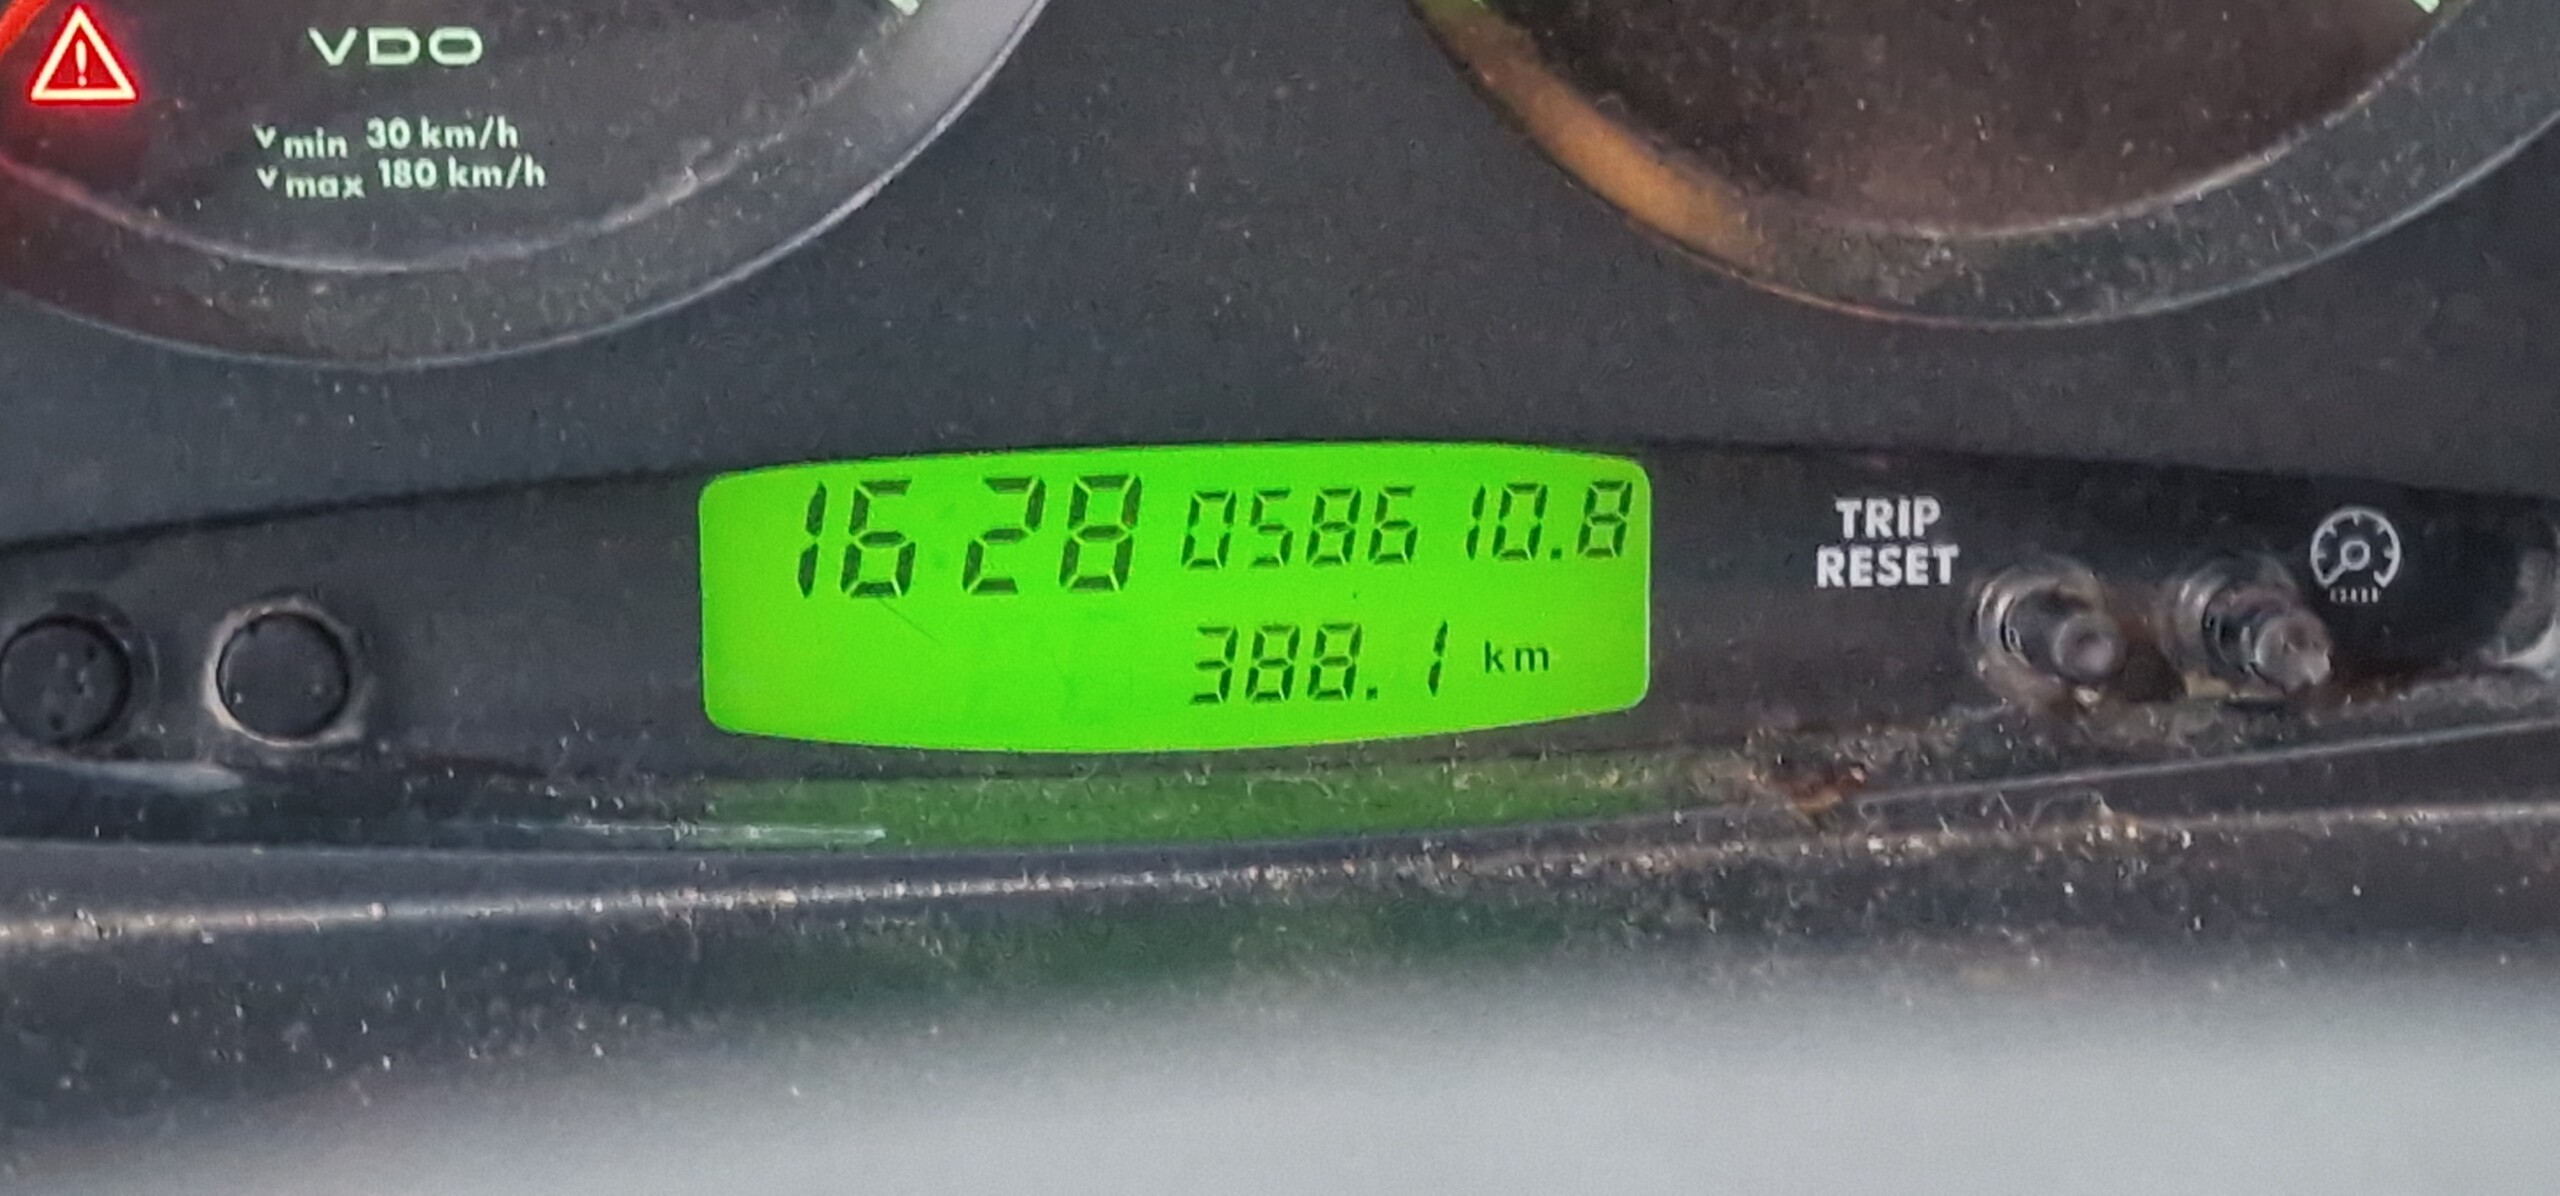 VDO
vmin 30 km/h
vmax 180 km/h
16 28 058610.8
388.1 km
TRIP
RESET